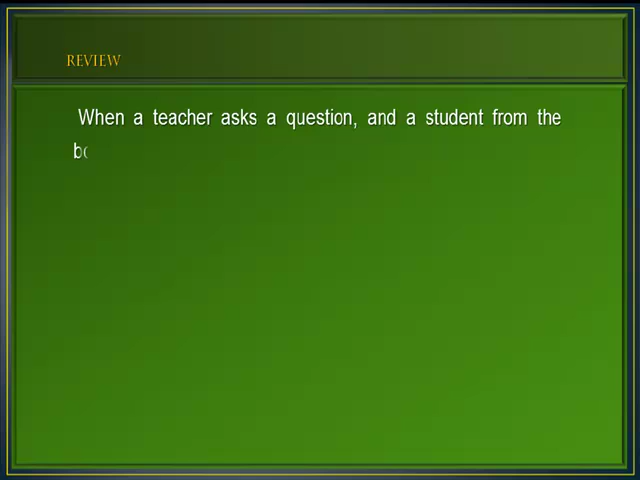 REVIEW
When a teacher asks a question, and a student from the